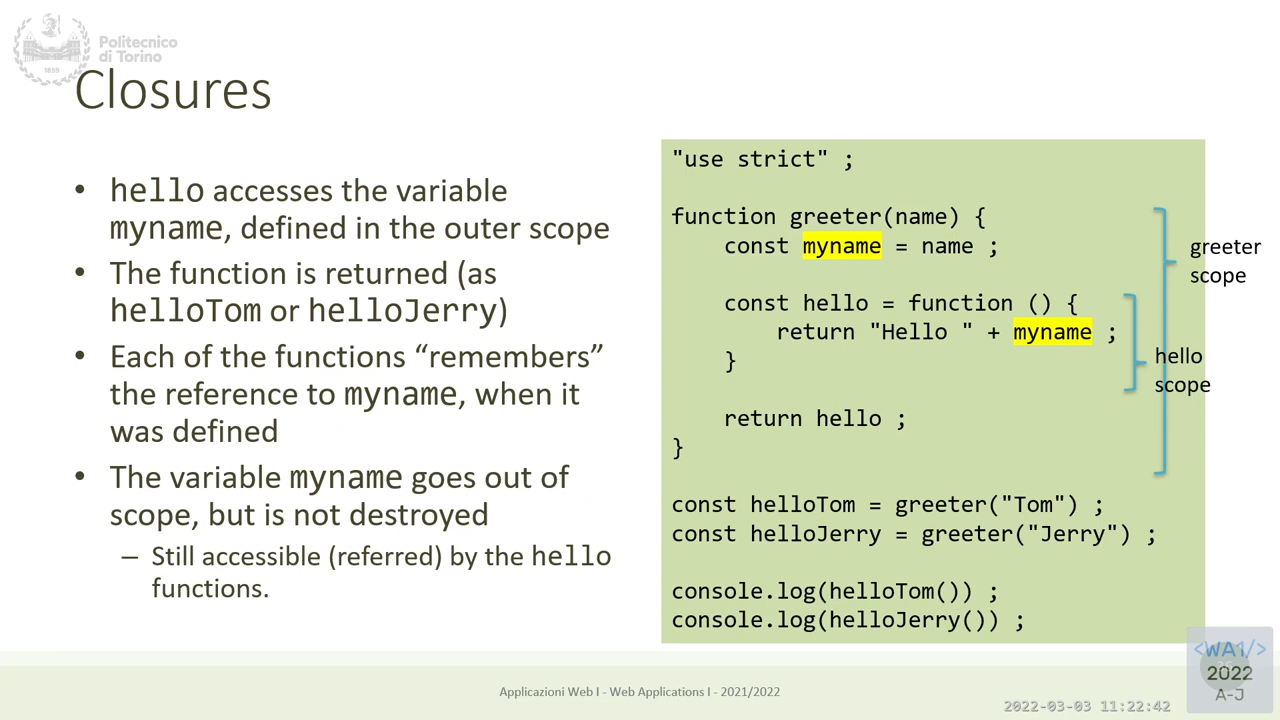 Politecnico
di Torino
1859
Closures
• hello accesses the variable
myname, defined in the outer scope
• The function is returned (as
helloTom or helloJerry)
• Each of the functions “remembers”
the reference to myname, when it
was defined
• The variable myname goes out of
scope, but is not destroyed
– Still accessible (referred) by the hello
functions.
"use strict" ;
function greeter(name) {
const myname = name ;
const hello = function () {
return "Hello " + myname ;
}
return hello ;
}
const helloTom = greeter("Tom") ;
const helloJerry = greeter("Jerry") ;
console.log(helloTom()) ;
console.log(helloJerry()) ;
greeter
scope
hello
scope
Applicazioni Web I - Web Applications I - 2021/2022
2022-03-03 11:22:42
<WA1/>
2022
A-J